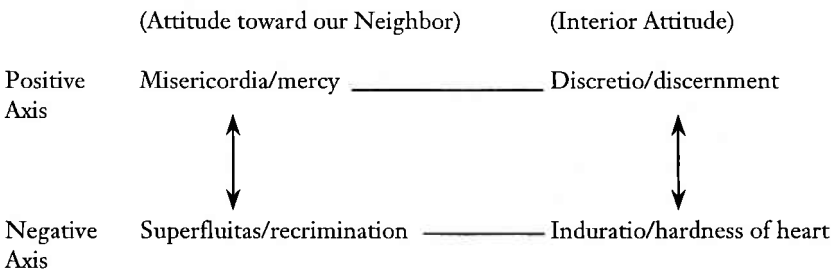 (Attitude toward our Neighbor) (Interior Attitude)
Positive Misericordia/mercy Discretio/discernment
Axis
Negative Superfluitas/recrimination Induratio/hardness of heart
Axis